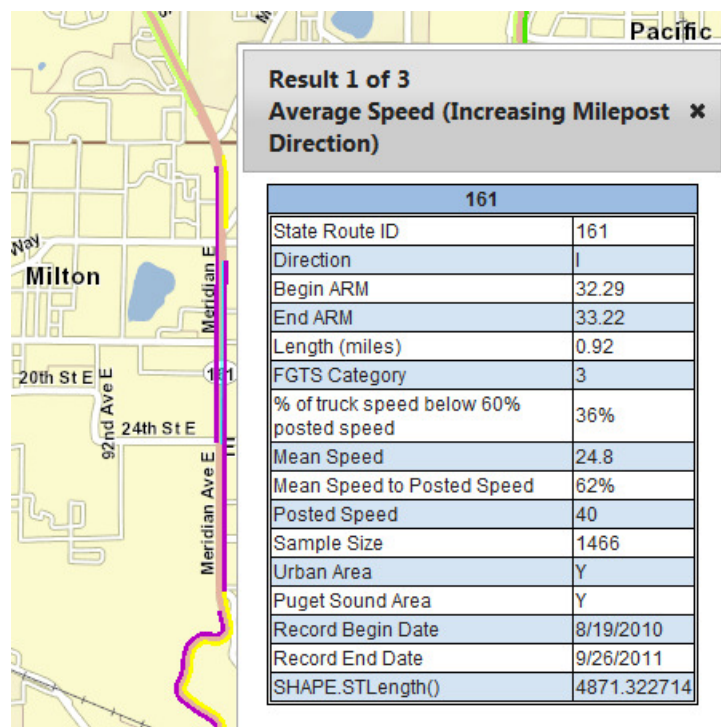 Pacific
Result 1 of 3
Average Speed (Increasing Milepost
Direction)
161
State Route ID 161
Direction I
Begin ARM 32.29
End ARM 33.22
Length (miles) 0.92
FGTS Category 3
% of truck speed below 60%
posted speed 36%
Mean Speed 24.8
Mean Speed to Posted Speed 62%
Posted Speed 40
Sample Size 1466
Urban Area Y
Puget Sound Area Y
Record Begin Date 8/19/2010
Record End Date 9/26/2011
SHAPE.STLength() 4871.322714
Way
Milton
Meridian E
20th St E
161
92nd Ave E
24th St E
Meridian Ave E